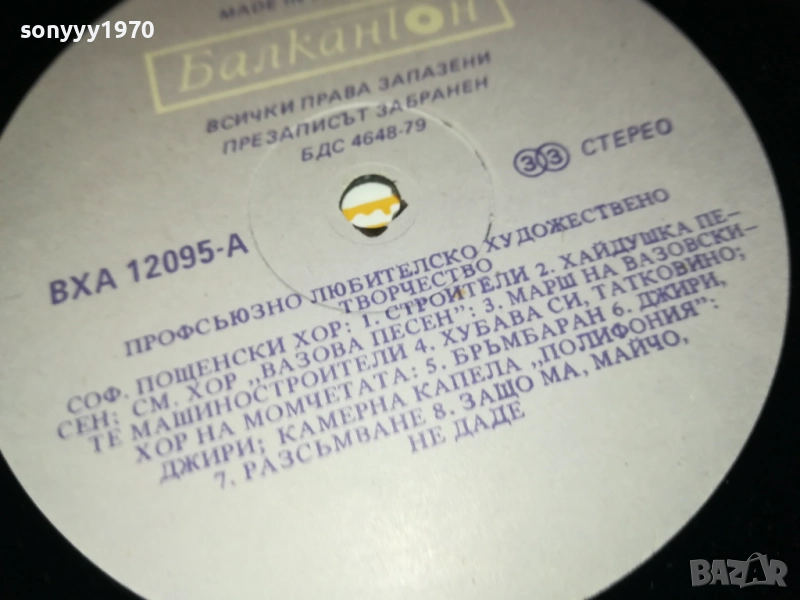 sonyyy1970
MADE IN
Балкантон
ВСИЧКИ ПРАВА ЗАПАЗЕНИ
ПРЕЗАПИСЪТ ЗАБРАНЕН
БДС 4648-79
33 СТЕРЕО
ВХА 12095-А
ПРОФСЪЮЗНО ЛЮБИТЕЛСКО ХУДОЖЕСТВЕНО
ТВОРЧЕСТВО
СОФ. ПОЩЕНСКИ ХОР: 1. СТРОИТЕЛИ 2. ХАЙДУШКА ПЕ–
СЕН; СМ. ХОР „ВАЗОВА ПЕСЕН”: 3. МАРШ НА ВАЗОВСКИ–
ТЕ МАШИНОСТРОИТЕЛИ 4. ХУБАВА СИ, ТАТКОВИНО;
ХОР НА МОМЧЕТАТА: 5. БРЪМБАРАН 6. ДЖИРИ,
ДЖИРИ; КАМЕРНА КАПЕЛА „ПОЛИФОНИЯ”:
7. РАЗСЪМВАНЕ 8. ЗАЩО МА, МАЙЧО,
НЕ ДАДЕ
BAZAR